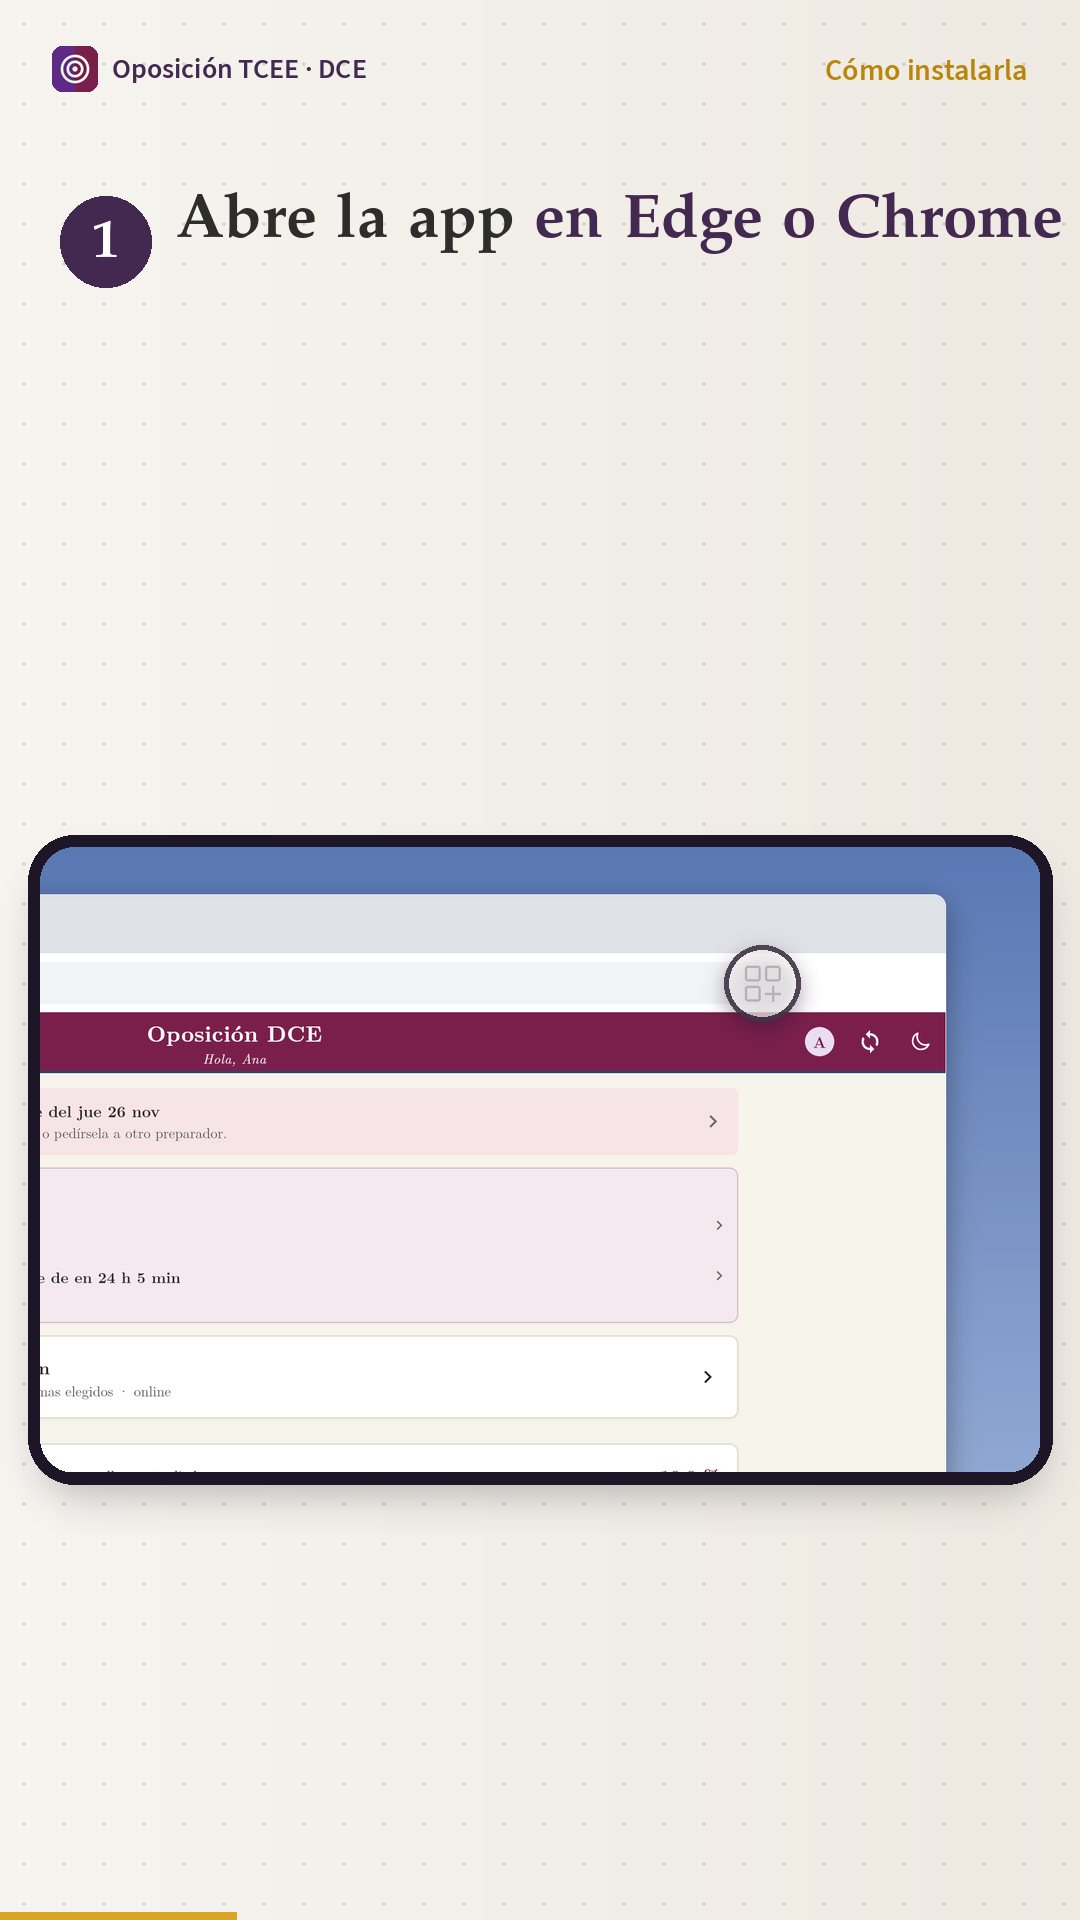 Oposición TCEE · DCE
Cómo instalarla
1
Abre la app en Edge o Chrome
Oposición DCE
Hola, Ana
A
del jue 26 nov
o pedírsela a otro preparador.
de en 24 h 5 min
elegidos · online